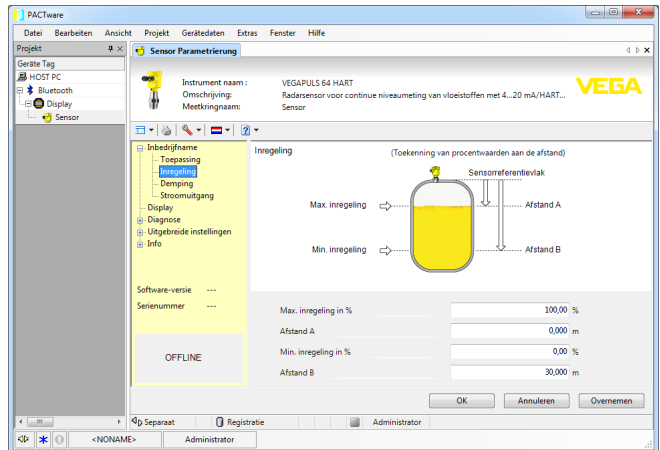 PACTware
Datei Bearbeiten Ansicht Projekt Gerätedaten Extras Fenster Hilfe
Projekt
Sensor Parametrierung
Geräte Tag
HOST PC
Bluetooth
Display
Sensor
Instrument naam : VEGAPULS 64 HART
Omschrijving: Radarsensor voor continue niveaumeting van vloeistoffen met 4...20 mA/HART...
Meetkringnaam: Sensor
VEGA
Inbedrijfname
Toepassing
Inregeling
Demping
Stroomuitgang
Display
Diagnose
Uitgebreide instellingen
Info
Software-versie ---
Serienummer ---
OFFLINE
Inregeling
(Toekenning van procentwaarden aan de afstand)
Sensorreferentievlak
Max. inregeling
Afstand A
Min. inregeling
Afstand B
Max. inregeling in % 100,00 %
Afstand A 0,000 m
Min. inregeling in % 0,00 %
Afstand B 30,000 m
OK Annuleren Overnemen
Separaat Registratie Administrator
<NONAME> Administrator